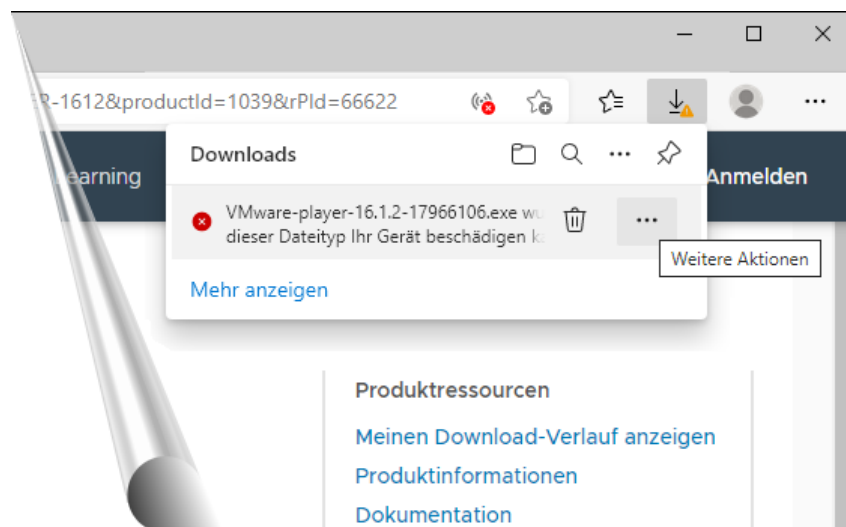 R-1612&productId=1039&rPId=66622
Learning
Anmelden
Downloads
VMware-player-16.1.2-17966106.exe
dieser Dateityp Ihr Gerät beschädigen
Weitere Aktionen
Mehr anzeigen
Produktressourcen
Meinen Download-Verlauf anzeigen
Produktinformationen
Dokumentation